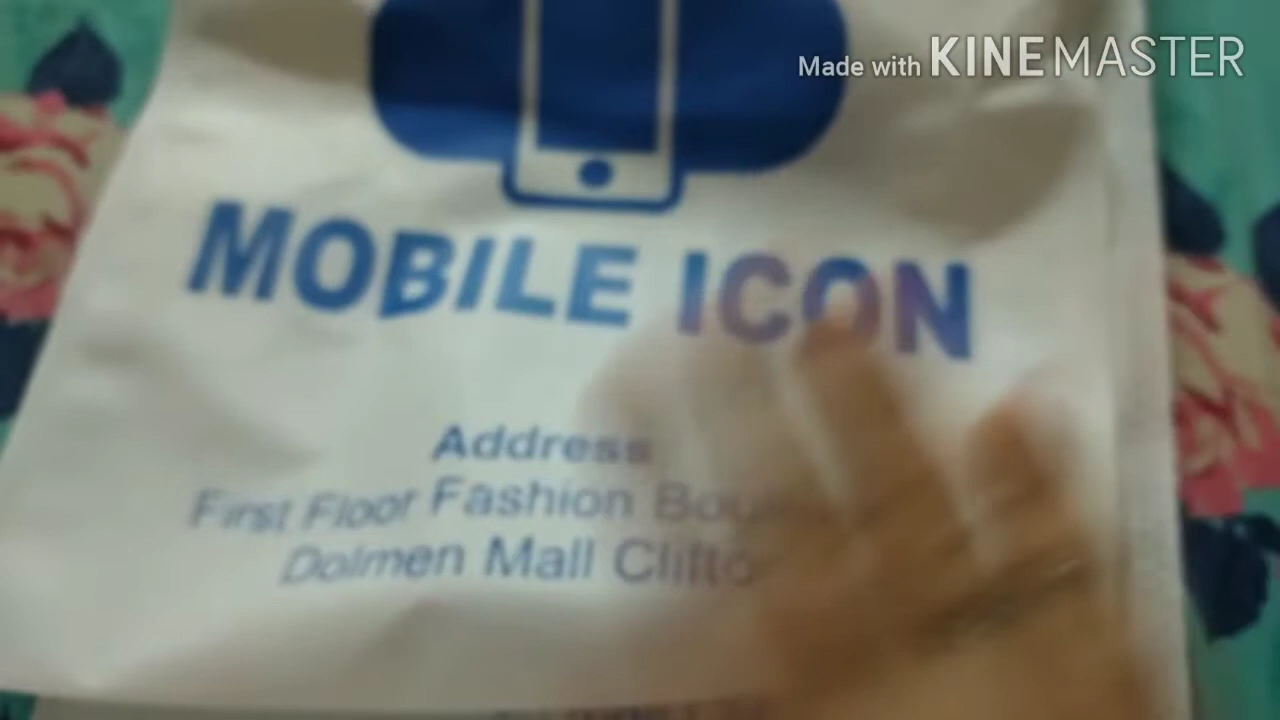 Made with KINEMASTER
MOBILE ICON
Address
First Floor Fashion
Dolmen Mall